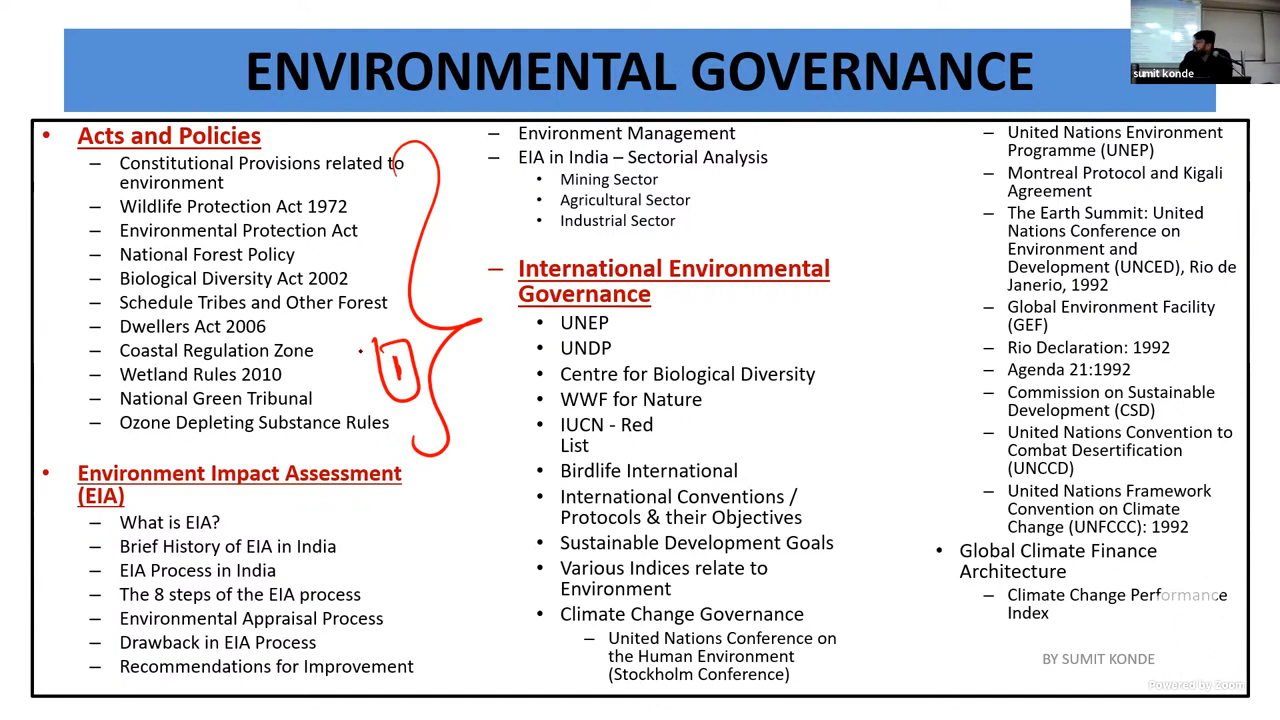 ENVIRONMENTAL GOVERNANCE
sumit konde
• Acts and Policies
– Constitutional Provisions related to
environment
– Wildlife Protection Act 1972
– Environmental Protection Act
– National Forest Policy
– Biological Diversity Act 2002
– Schedule Tribes and Other Forest
– Dwellers Act 2006
– Coastal Regulation Zone
– Wetland Rules 2010
– National Green Tribunal
– Ozone Depleting Substance Rules
1
• Environment Impact Assessment
(EIA)
– What is EIA?
– Brief History of EIA in India
– EIA Process in India
– The 8 steps of the EIA process
– Environmental Appraisal Process
– Drawback in EIA Process
– Recommendations for Improvement
– Environment Management
– EIA in India – Sectorial Analysis
• Mining Sector
• Agricultural Sector
• Industrial Sector
– International Environmental
Governance
• UNEP
• UNDP
• Centre for Biological Diversity
• WWF for Nature
• IUCN - Red
List
• Birdlife International
• International Conventions /
Protocols & their Objectives
• Sustainable Development Goals
• Various Indices relate to
Environment
• Climate Change Governance
– United Nations Conference on
the Human Environment
(Stockholm Conference)
– United Nations Environment
Programme (UNEP)
– Montreal Protocol and Kigali
Agreement
– The Earth Summit: United
Nations Conference on
Environment and
Development (UNCED), Rio de
Janerio, 1992
– Global Environment Facility
(GEF)
– Rio Declaration: 1992
– Agenda 21:1992
– Commission on Sustainable
Development (CSD)
– United Nations Convention to
Combat Desertification
(UNCCD)
– United Nations Framework
Convention on Climate
Change (UNFCCC): 1992
• Global Climate Finance
Architecture
– Climate Change Performance
Index
BY SUMIT KONDE
Powered by Zoom